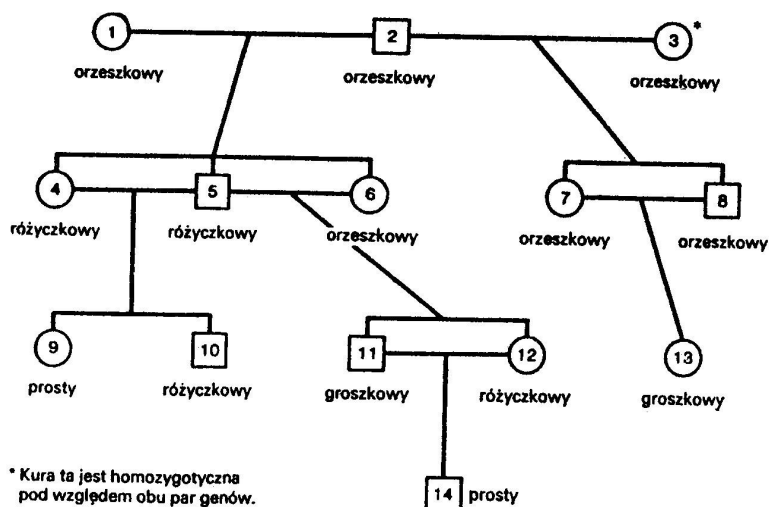 1
2
3 *
orzeszkowy
orzeszkowy
orzeszkowy
4
5
6
7
8
różyczkowy
różyczkowy
orzeszkowy
orzeszkowy
orzeszkowy
9
10
11
12
13
prosty
różyczkowy
groszkowy
różyczkowy
groszkowy
* Kura ta jest homozygotyczna
pod względem obu par genów.
14 prosty